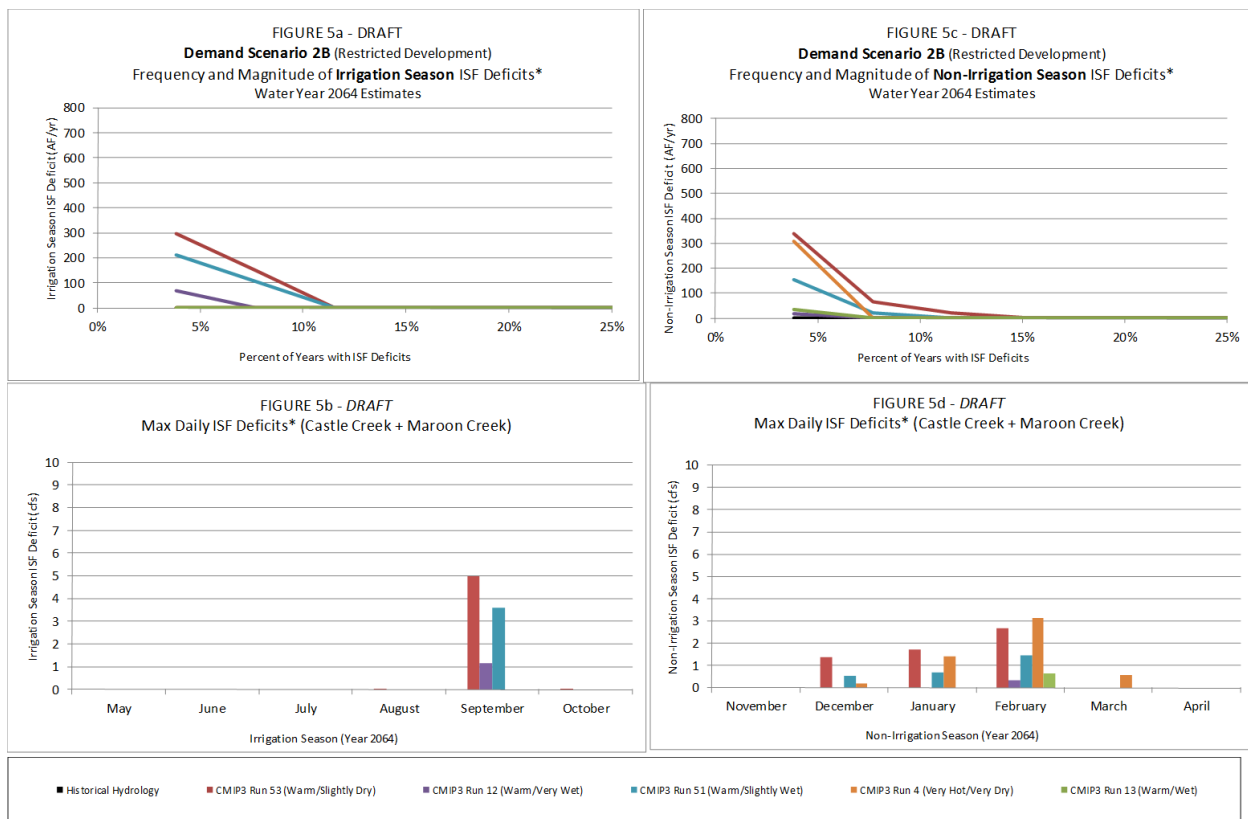 FIGURE 5a - DRAFT
Demand Scenario 2B (Restricted Development)
Frequency and Magnitude of Irrigation Season ISF Deficits*
Water Year 2064 Estimates
Irrigation Season ISF Deficit (AF/yr)
800
700
600
500
400
300
200
100
0
0% 5% 10% 15% 20% 25%
Percent of Years with ISF Deficits
FIGURE 5c - DRAFT
Demand Scenario 2B (Restricted Development)
Frequency and Magnitude of Non-Irrigation Season ISF Deficits*
Water Year 2064 Estimates
Non-Irrigation Season ISF Deficit (AF/yr)
800
700
600
500
400
300
200
100
0
0% 5% 10% 15% 20% 25%
Percent of Years with ISF Deficits
FIGURE 5b - DRAFT
Max Daily ISF Deficits* (Castle Creek + Maroon Creek)
Irrigation Season ISF Deficit (cfs)
10
9
8
7
6
5
4
3
2
1
0
May June July August September October
Irrigation Season (Year 2064)
FIGURE 5d - DRAFT
Max Daily ISF Deficits* (Castle Creek + Maroon Creek)
Non-Irrigation Season ISF Deficit (cfs)
10
9
8
7
6
5
4
3
2
1
0
November December January February March April
Non-Irrigation Season (Year 2064)
Historical Hydrology CMIP3 Run 53 (Warm/Slightly Dry) CMIP3 Run 12 (Warm/Very Wet) CMIP3 Run 51 (Warm/Slightly Wet) CMIP3 Run 4 (Very Hot/Very Dry) CMIP3 Run 13 (Warm/Wet)